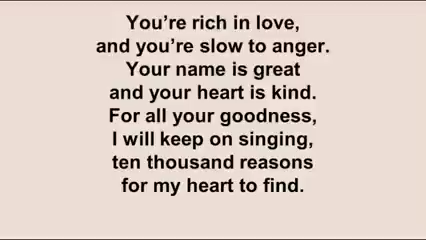 You’re rich in love,
and you’re slow to anger.
Your name is great
and your heart is kind.
For all your goodness,
I will keep on singing,
ten thousand reasons
for my heart to find.